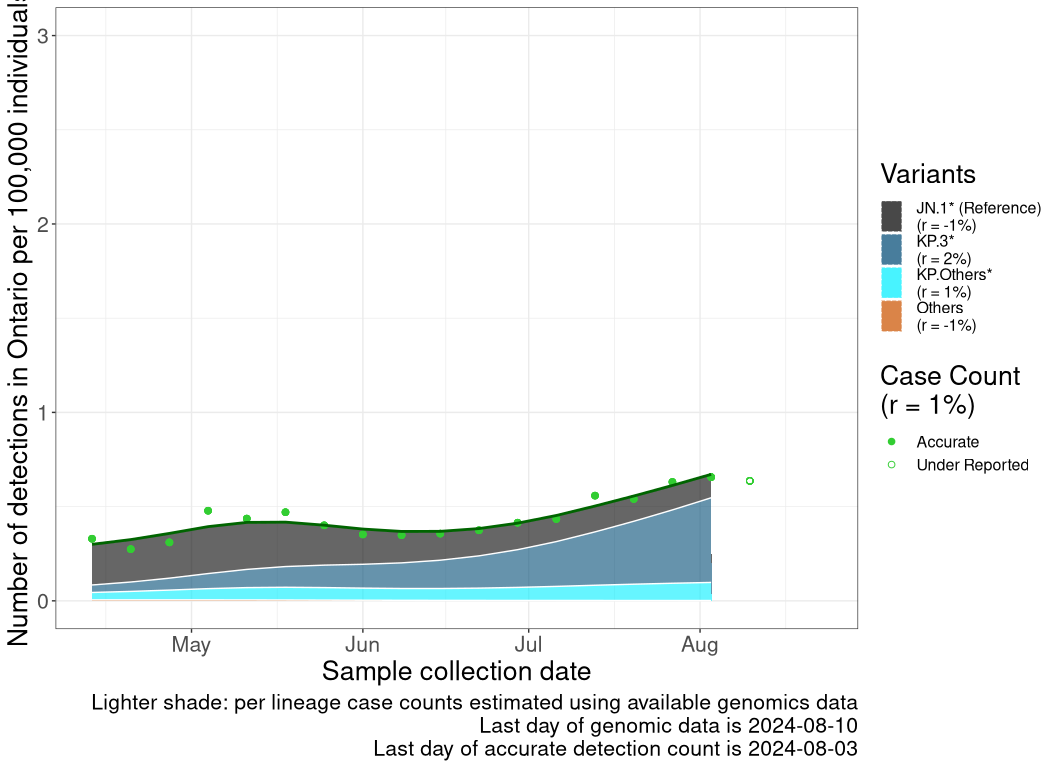 Number of detections in Ontario per 100,000 individuals
3
2
1
0
May
Jun
Jul
Aug
Sample collection date
Lighter shade: per lineage case counts estimated using available genomics data
Last day of genomic data is 2024-08-10
Last day of accurate detection count is 2024-08-03
Variants
JN.1* (Reference)
(r = -1%)
KP.3*
(r = 2%)
KP.Others*
(r = 1%)
Others
(r = -1%)
Case Count
(r = 1%)
Accurate
Under Reported